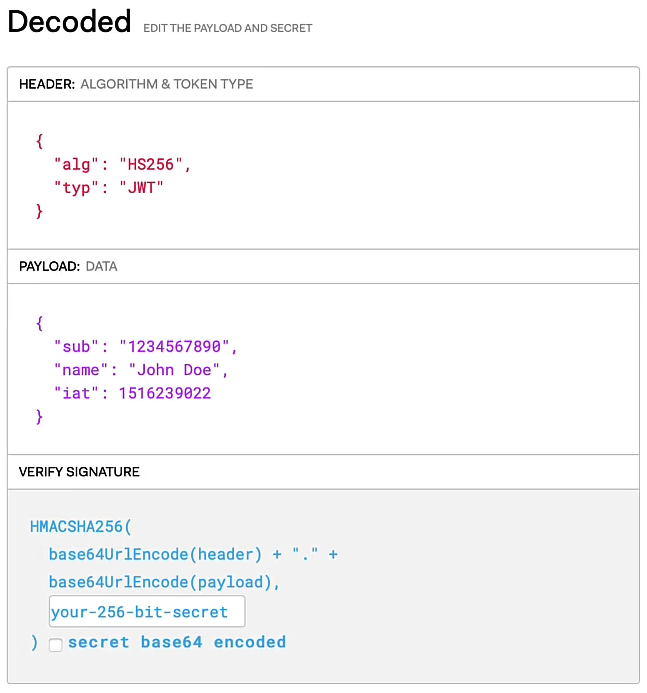 Decoded EDIT THE PAYLOAD AND SECRET
HEADER: ALGORITHM & TOKEN TYPE
{
"alg": "HS256",
"typ": "JWT"
}
PAYLOAD: DATA
{
"sub": "1234567890",
"name": "John Doe",
"iat": 1516239022
}
VERIFY SIGNATURE
HMACSHA256(
base64UrlEncode(header) + "." +
base64UrlEncode(payload),
your-256-bit-secret
) secret base64 encoded